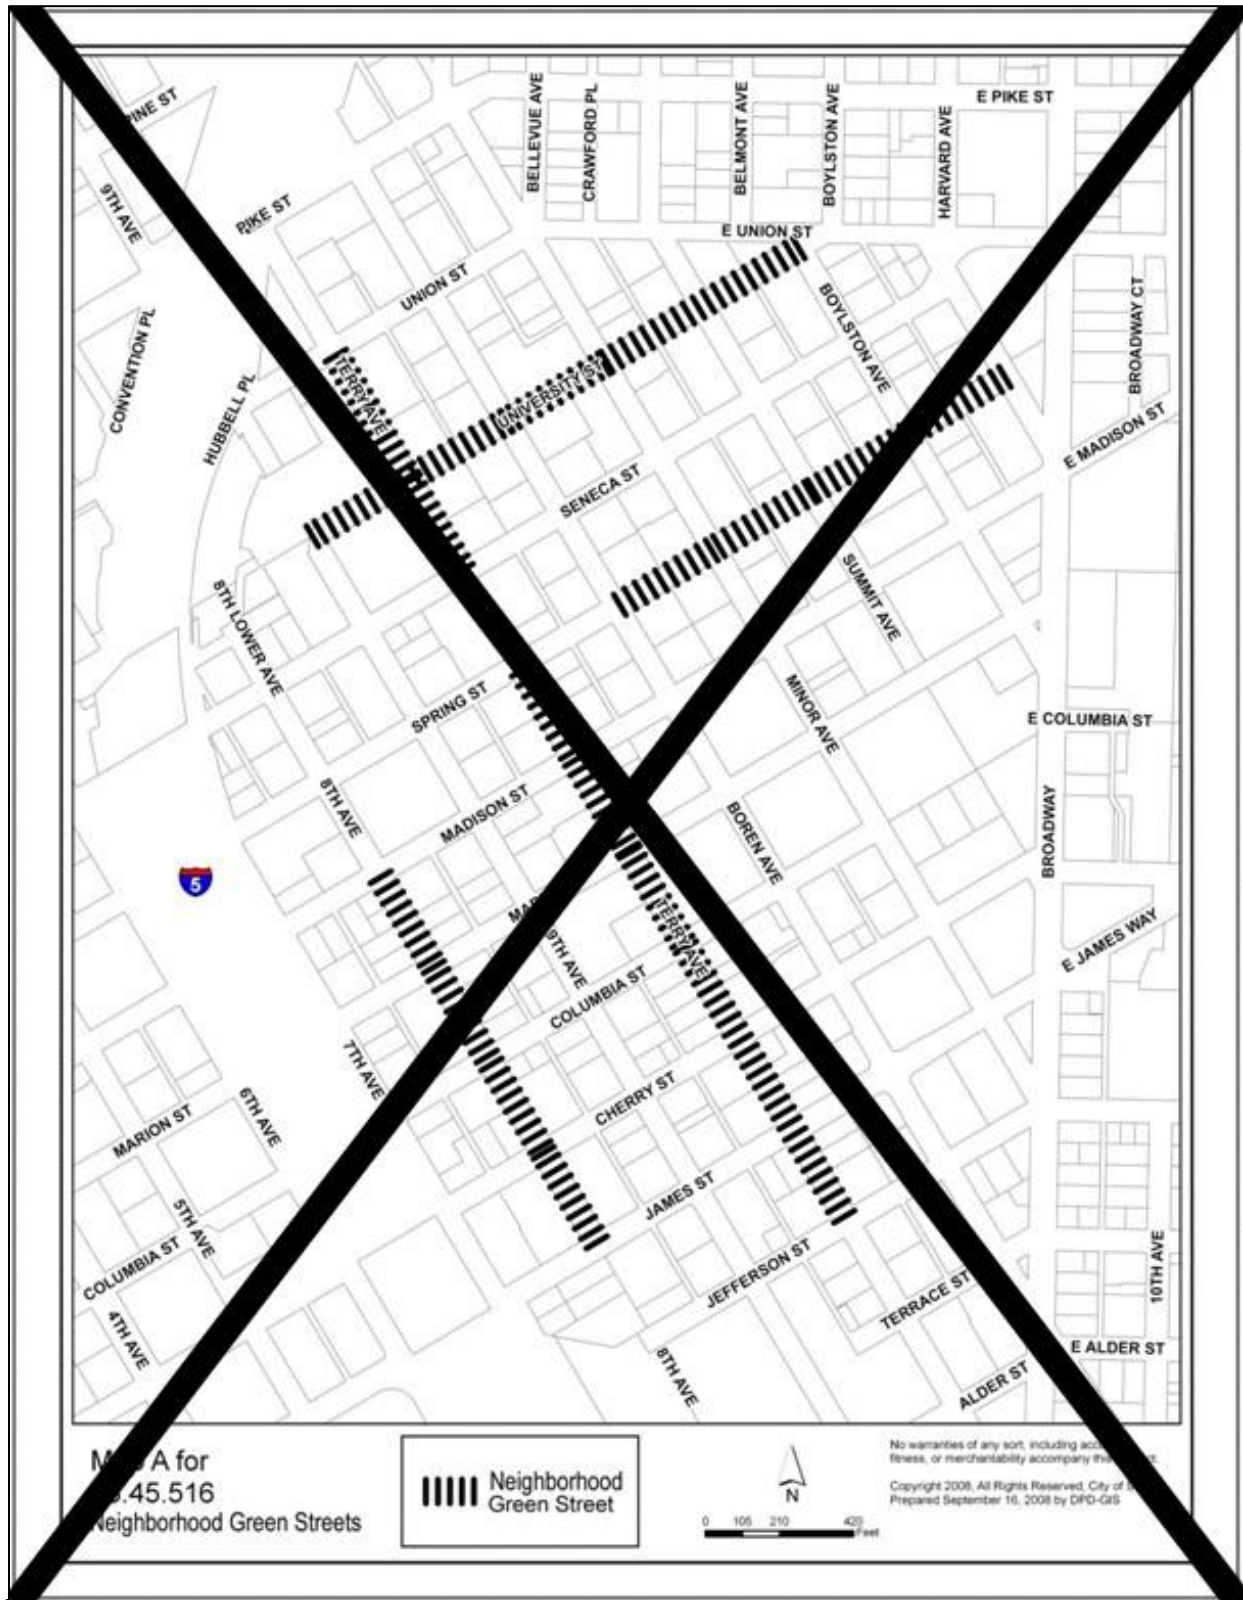 PINE ST
9TH AVE
PIKE ST
BELLEVUE AVE
CRAWFORD PL
BELMONT AVE
BOYLSTON AVE
HARVARD AVE
E PIKE ST
E UNION ST
UNION ST
CONVENTION PL
HUBBELL PL
TERRY AVE
UNIVERSITY ST
BOYLSTON AVE
BROADWAY CT
E MADISON ST
SENECA ST
8TH LOWER AVE
SUMMIT AVE
SPRING ST
MINOR AVE
E COLUMBIA ST
8TH AVE
MADISON ST
BOREN AVE
BROADWAY
5
9TH AVE
TERRY AVE
E JAMES WAY
COLUMBIA ST
7TH AVE
CHERRY ST
MARION ST
6TH AVE
JAMES ST
5TH AVE
COLUMBIA ST
JEFFERSON ST
10TH AVE
TERRACE ST
4TH AVE
8TH AVE
E ALDER ST
ALDER ST
A for
.45.516
Neighborhood Green Streets
Neighborhood
Green Street
N
0 105 210 420
Feet
No warranties of any sort, including
fitness, or merchantability accompany
Copyright 2008, All Rights Reserved, City of
Prepared September 16, 2008 by DPD-GIS